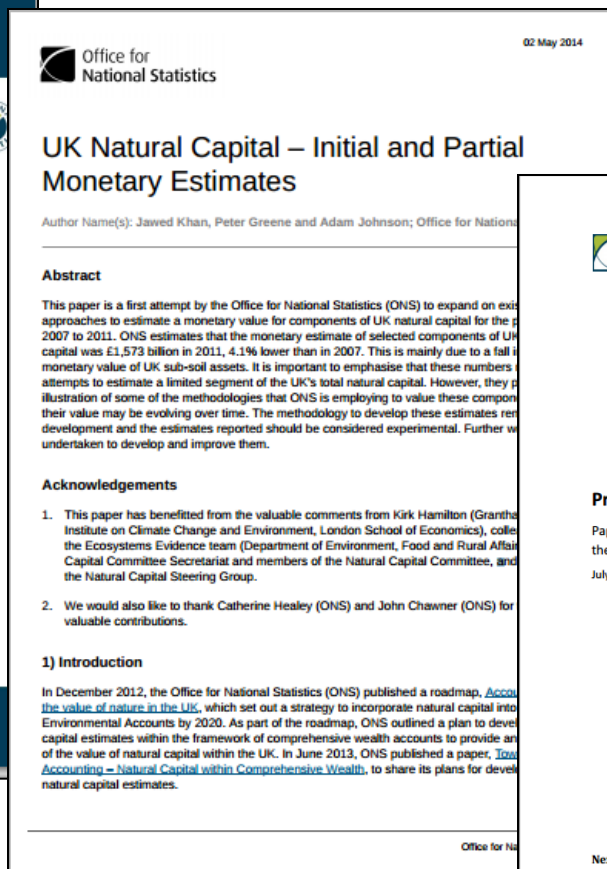 Office for
National Statistics
02 May 2014
UK Natural Capital – Initial and Partial
Monetary Estimates
Author Name(s): Jawed Khan, Peter Greene and Adam Johnson; Office for Nationa
Abstract
This paper is a first attempt by the Office for National Statistics (ONS) to expand on exis
approaches to estimate a monetary value for components of UK natural capital for the p
2007 to 2011. ONS estimates that the monetary estimate of selected components of UK
capital was £1,573 billion in 2011, 4.1% lower than in 2007. This is mainly due to a fall i
monetary value of UK sub-soil assets. It is important to emphasise that these numbers
attempts to estimate a limited segment of the UK's total natural capital. However, they p
illustration of some of the methodologies that ONS is employing to value these compon
their value may be evolving over time. The methodology to develop these estimates ren
development and the estimates reported should be considered experimental. Further w
undertaken to develop and improve them.
Acknowledgements
1. This paper has benefitted from the valuable comments from Kirk Hamilton (Grantha
Institute on Climate Change and Environment, London School of Economics), colle
the Ecosystems Evidence team (Department of Environment, Food and Rural Affair
Capital Committee Secretariat and members of the Natural Capital Committee, and
the Natural Capital Steering Group.
2. We would also like to thank Catherine Healey (ONS) and John Chawner (ONS) for
valuable contributions.
1) Introduction
In December 2012, the Office for National Statistics (ONS) published a roadmap, Accou
the value of nature in the UK, which set out a strategy to incorporate natural capital into
Environmental Accounts by 2020. As part of the roadmap, ONS outlined a plan to devel
capital estimates within the framework of comprehensive wealth accounts to provide an
of the value of natural capital within the UK. In June 2013, ONS published a paper, Tow
Accounting – Natural Capital within Comprehensive Wealth, to share its plans for devel
natural capital estimates.
Office for Na
Pr
Pap
the
July
Nex